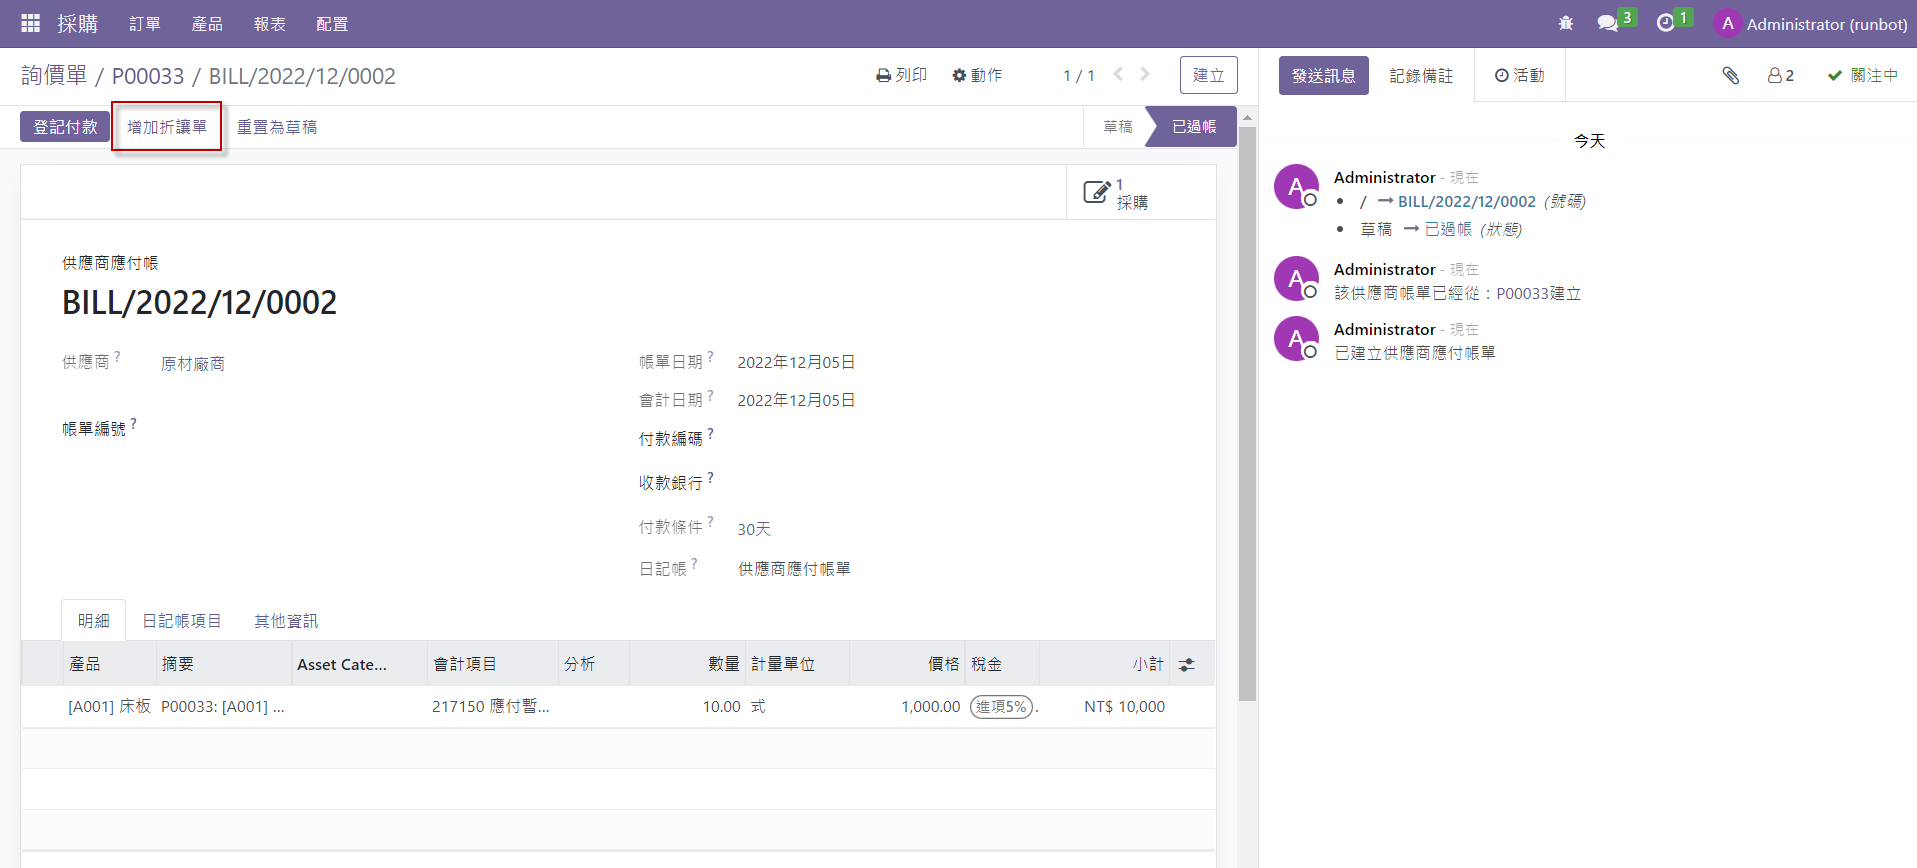 採購 訂單 產品 報表 配置 3 1 A Administrator (runbot)
詢價單 / P00033 / BILL/2022/12/0002 列印 動作 1 / 1 建立 發送訊息 記錄備註 活動 2 關注中
登記付款 增加折讓單 重置為草稿 草稿 已過帳
今天
1
採購
A Administrator - 現在
/ → BILL/2022/12/0002 (號碼)
草稿 → 已過帳 (狀態)
A Administrator - 現在
該供應商帳單已經從：P00033建立
A Administrator - 現在
已建立供應商應付帳單
供應商應付帳
BILL/2022/12/0002
供應商 ? 原材廠商 帳單日期 ? 2022年12月05日
會計日期 ? 2022年12月05日
帳單編號 ? 付款編碼 ?
收款銀行 ?
付款條件 ? 30天
日記帳 ? 供應商應付帳單
明細 日記帳項目 其他資訊
產品 摘要 Asset Cate... 會計項目 分析 數量 計量單位 價格 稅金 小計
[A001] 床板 P00033: [A001] ... 217150 應付暫... 10.00 式 1,000.00 進項5% . NT$ 10,000